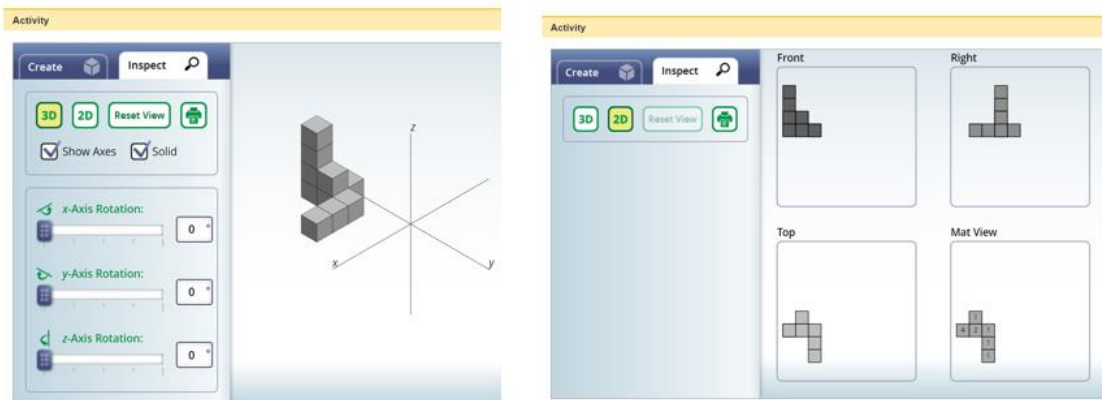 Activity
Create
Inspect
3D
2D
Reset View
Show Axes
Solid
x-Axis Rotation:
0 °
y-Axis Rotation:
0 °
z-Axis Rotation:
0 °
z
x
y
Activity
Create
Inspect
3D
2D
Reset View
Front
Right
Top
Mat View
1
4 2 1
1
1